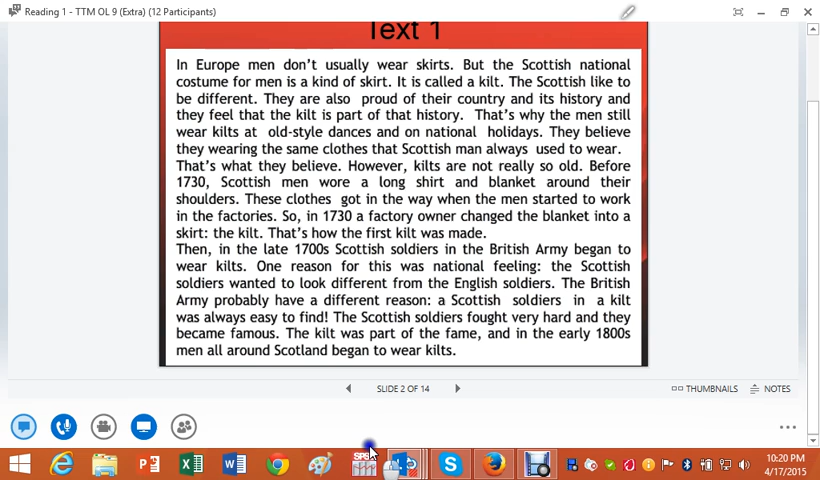 Reading 1 - TTM OL 9 (Extra) (12 Participants)
Text 1
In Europe men don't usually wear skirts. But the Scottish national
costume for men is a kind of skirt. It is called a kilt. The Scottish like to
be different. They are also proud of their country and its history and
they feel that the kilt is part of that history. That's why the men still
wear kilts at old-style dances and on national holidays. They believe
they wearing the same clothes that Scottish man always used to wear.
That's what they believe. However, kilts are not really so old. Before
1730, Scottish men wore a long shirt and blanket around their
shoulders. These clothes got in the way when the men started to work
in the factories. So, in 1730 a factory owner changed the blanket into a
skirt: the kilt. That's how the first kilt was made.
Then, in the late 1700s Scottish soldiers in the British Army began to
wear kilts. One reason for this was national feeling: the Scottish
soldiers wanted to look different from the English soldiers. The British
Army probably have a different reason: a Scottish soldiers in a kilt
was always easy to find! The Scottish soldiers fought very hard and they
became famous. The kilt was part of the fame, and in the early 1800s
men all around Scotland began to wear kilts.
SLIDE 2 OF 14
THUMBNAILS
NOTES
SPSS
10:20 PM
4/17/2015